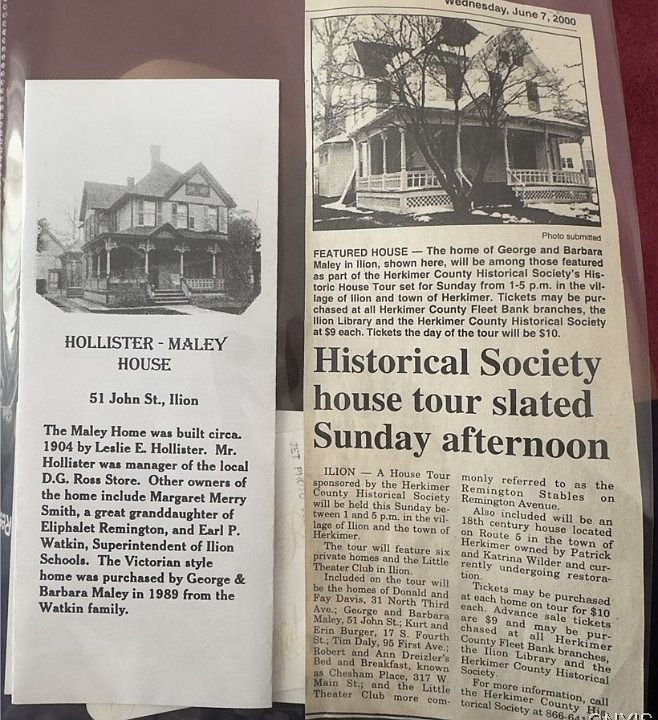 HOLLISTER - MALEY
HOUSE
51 John St., Ilion
The Maley Home was built circa.
1904 by Leslie E. Hollister. Mr.
Hollister was manager of the local
D.G. Ross Store. Other owners of
the home include Margaret Merry
Smith, a great granddaughter of
Eliphalet Remington, and Earl P.
Watkin, Superintendent of Ilion
Schools. The Victorian style
home was purchased by George &
Barbara Maley in 1989 from the
Watkin family.
Wednesday, June 7, 2000
Photo submitted
FEATURED HOUSE — The home of George and Barbara
Maley in Ilion, shown here, will be among those featured
as part of the Herkimer County Historical Society's His-
toric House Tour set for Sunday from 1-5 p.m. in the vil-
lage of Ilion and town of Herkimer. Tickets may be pur-
chased at all Herkimer County Fleet Bank branches, the
Ilion Library and the Herkimer County Historical Society
at $9 each. Tickets the day of the tour will be $10.
Historical Society
house tour slated
Sunday afternoon
ILION — A House Tour
sponsored by the Herkimer
County Historical Society
will be held this Sunday be-
tween 1 and 5 p.m. in the vil-
lage of Ilion and the town of
Herkimer.
The tour will feature six
private homes and the Little
Theater Club in Ilion.
Included on the tour will
be the homes of Donald and
Fay Davis, 31 North Third
Ave.; George and Barbara
Maley, 51 John St.; Kurt and
Erin Burger, 17 S. Fourth
St.; Tim Daly, 95 First Ave.;
Robert and Ann Dreizler's
Bed and Breakfast, known
as Chesham Place, 317 W.
Main St.; and the Little
Theater Club more com-
monly referred to as the
Remington Stables on
Remington Avenue.
Also included will be an
18th century house located
on Route 5 in the town of
Herkimer owned by Patrick
and Katrina Wilder and cur-
rently undergoing restora-
tion.
Tickets may be purchased
at each home on tour for $10
each. Advance sale tickets
are $9 and may be pur-
chased at all Herkimer
County Fleet Bank branches,
the Ilion Library and the
Herkimer County Historical
Society.
For more information, call
the Herkimer County His-
torical Society at 866-